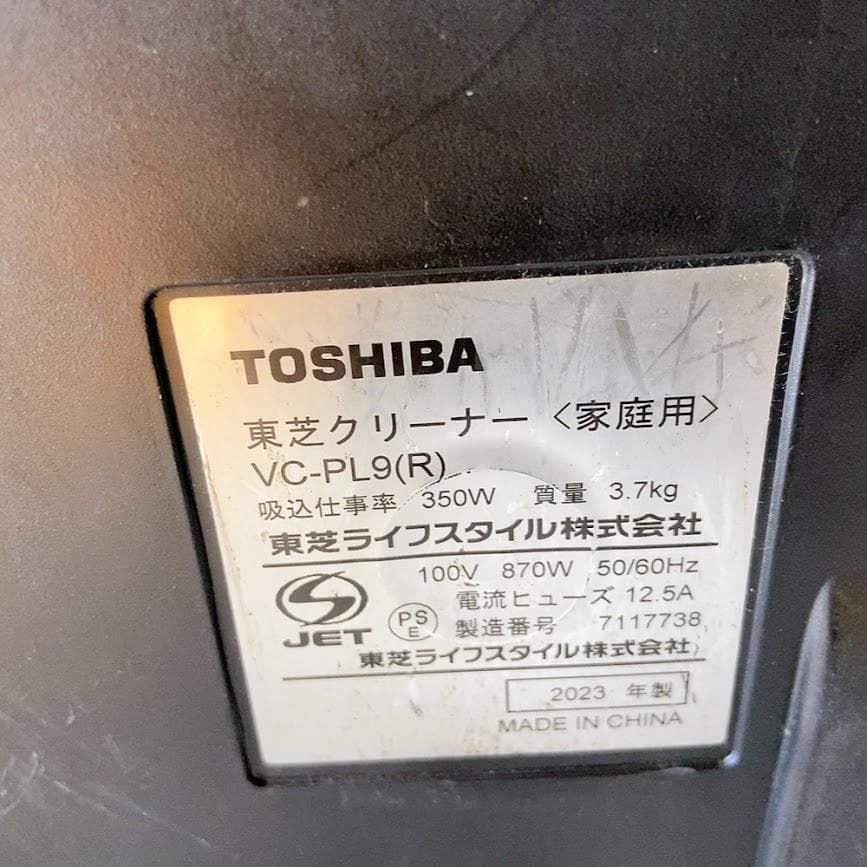 TOSHIBA
東芝クリーナー〈家庭用〉
VC-PL9(R)
吸込仕事率 350W 質量 3.7kg
東芝ライフスタイル株式会社
100V 870W 50/60Hz
電流ヒューズ 12.5A
JET
PS
E
製造番号 7117738
東芝ライフスタイル株式会社
2023 年製
MADE IN CHINA